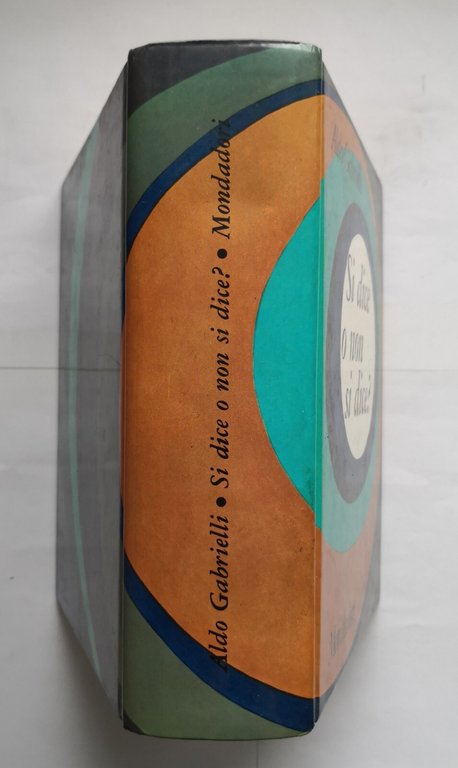 Aldo Gabrielli • Si dice o non si dice? • Mondadori
Si dice
o non
si dice?